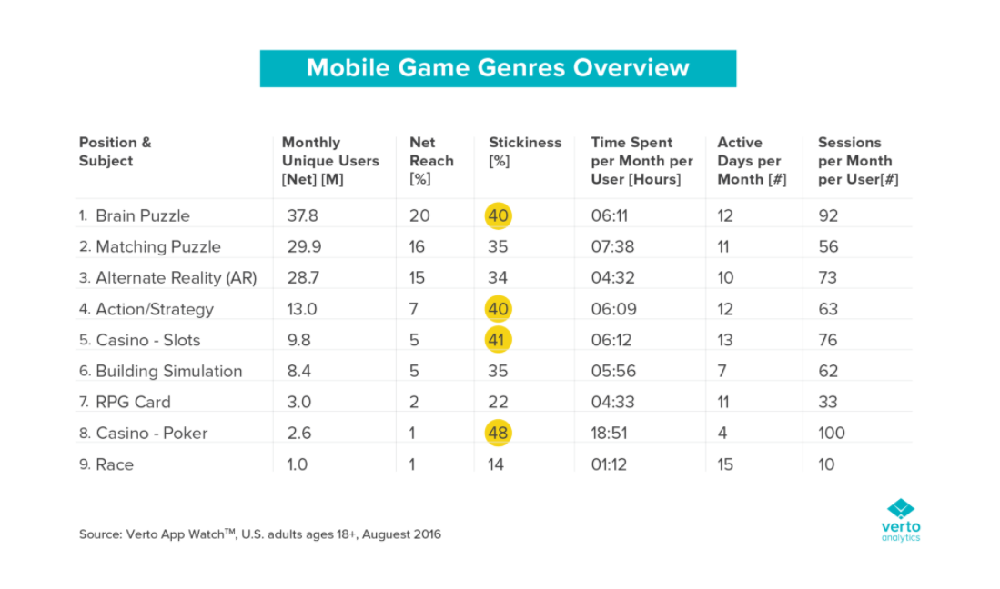 Mobile Game Genres Overview
Position & Subject Monthly Unique Users [Net] [M] Net Reach [%] Stickiness [%] Time Spent per Month per User [Hours] Active Days per Month [#] Sessions per Month per User[#]
1. Brain Puzzle 37.8 20 40 06:11 12 92
2. Matching Puzzle 29.9 16 35 07:38 11 56
3. Alternate Reality (AR) 28.7 15 34 04:32 10 73
4. Action/Strategy 13.0 7 40 06:09 12 63
5. Casino - Slots 9.8 5 41 06:12 13 76
6. Building Simulation 8.4 5 35 05:56 7 62
7. RPG Card 3.0 2 22 04:33 11 33
8. Casino - Poker 2.6 1 48 18:51 4 100
9. Race 1.0 1 14 01:12 15 10
Source: Verto App Watch™, U.S. adults ages 18+, Auguest 2016
verto
analytics